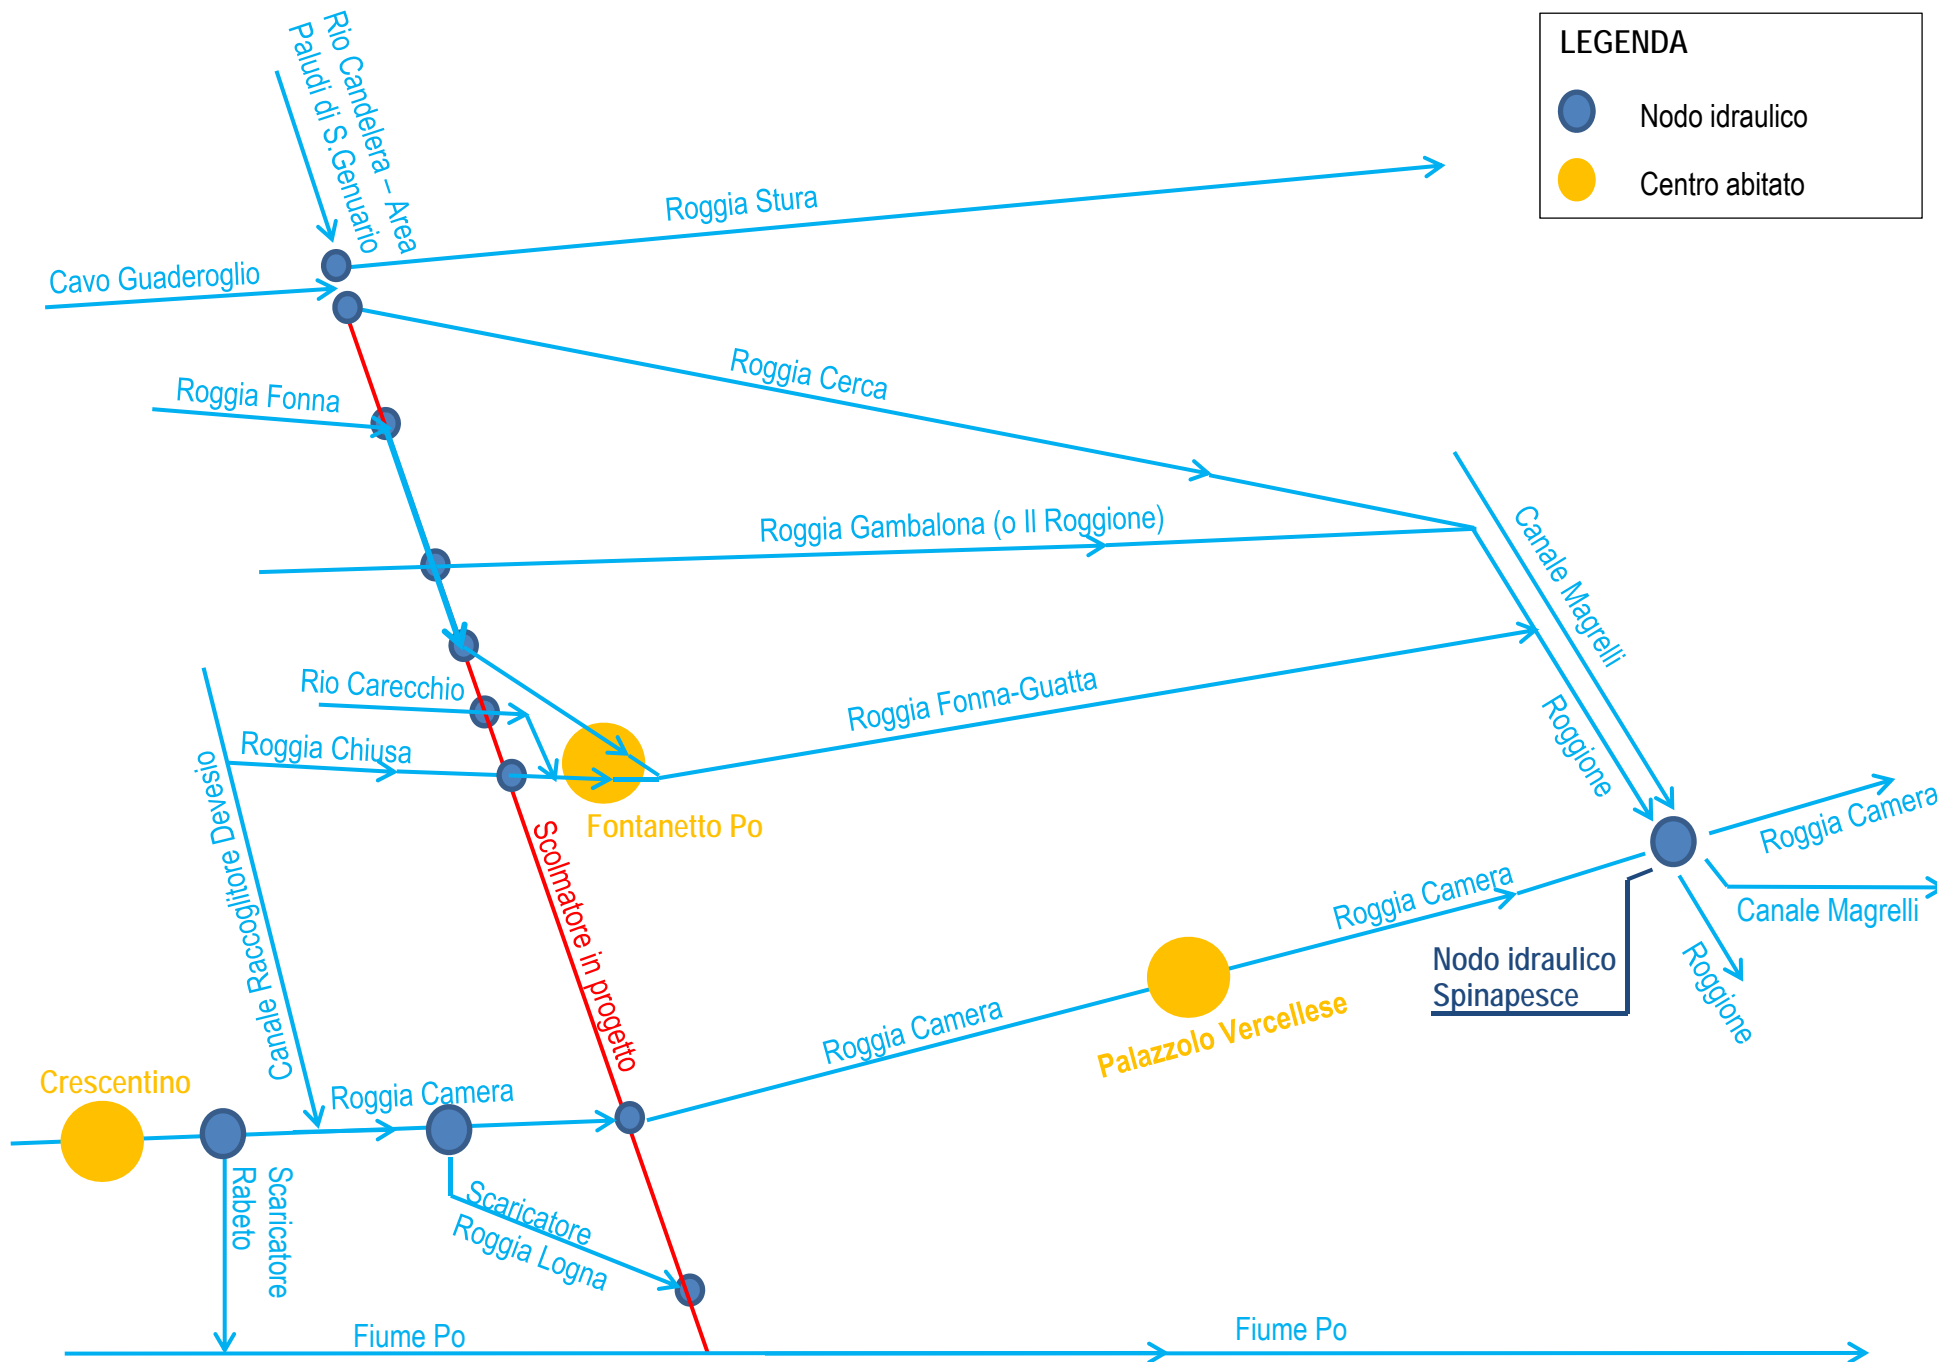 LEGENDA
Nodo idraulico
Centro abitato
Rio Candelera – Area
Paludi di S.Genuario
Roggia Stura
Cavo Guaderoglio
Roggia Cerca
Roggia Fonna
Roggia Gambalona (o Il Roggione)
Canale Magrelli
Rio Carecchio
Roggia Fonna-Guatta
Roggia Chiusa
Roggione
Canale Raccoglitore Devesio
Fontanetto Po
Scolmatore in progetto
Roggia Camera
Roggia Camera
Canale Magrelli
Nodo idraulico
Spinapesce
Roggione
Roggia Camera
Palazzolo Vercellese
Crescentino
Roggia Camera
Scaricatore
Rabeto
Scaricatore
Roggia Logna
Fiume Po
Fiume Po